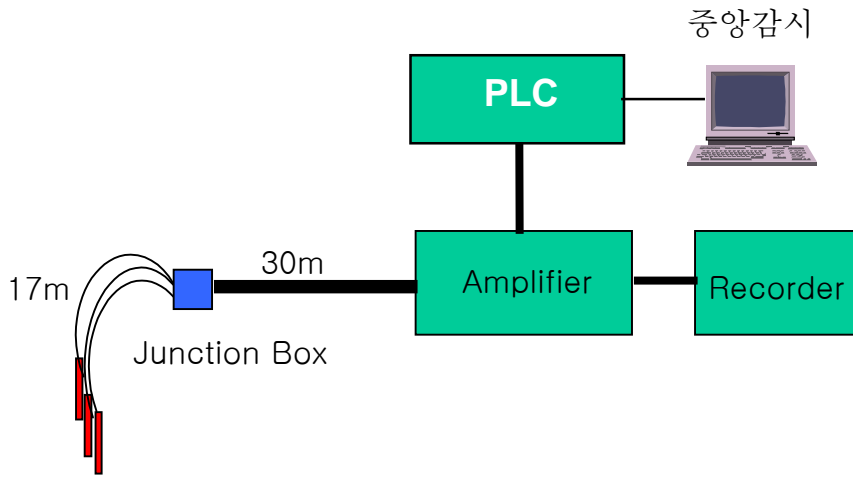 중앙감시
PLC
17m
30m
Amplifier
Recorder
Junction Box